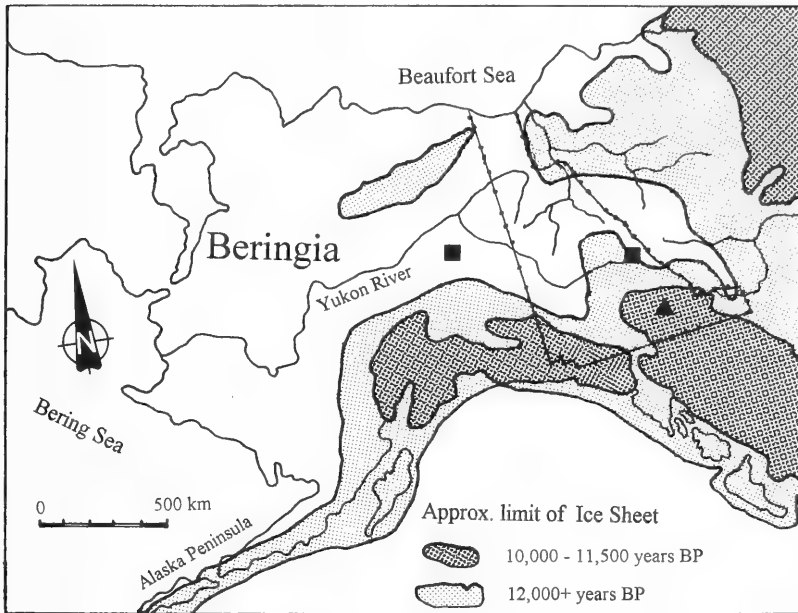 Beaufort Sea
Beringia
Yukon River
N
Bering Sea
0 500 km
Alaska Peninsula
Approx. limit of Ice Sheet
10,000 - 11,500 years BP
12,000+ years BP